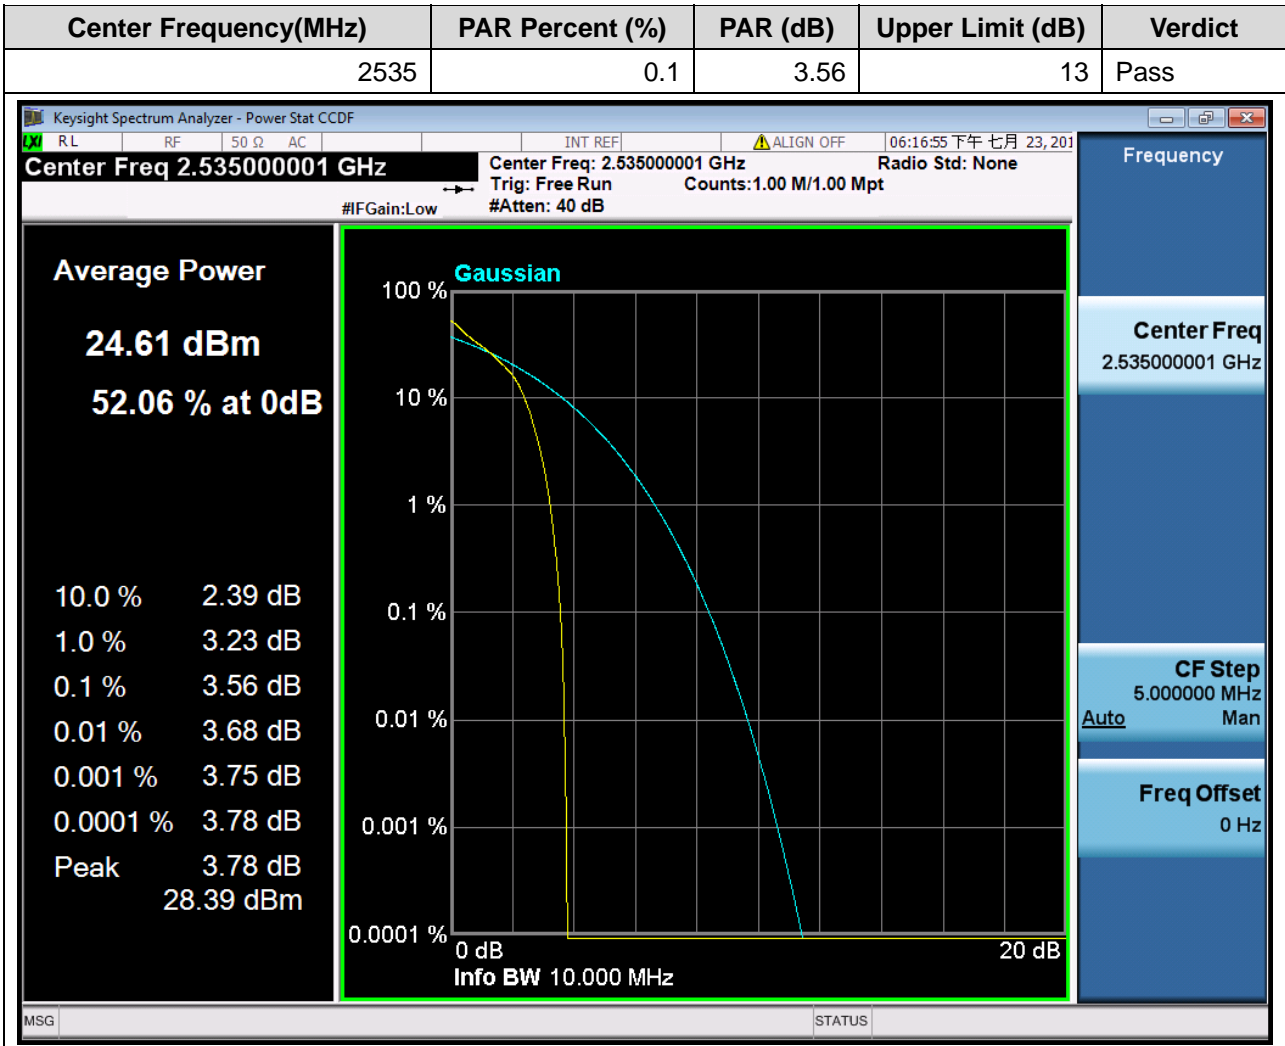 Center Frequency(MHz) PAR Percent (%) PAR (dB) Upper Limit (dB) Verdict
2535 0.1 3.56 13 Pass
Keysight Spectrum Analyzer - Power Stat CCDF
LXI RL RF 50 Ω AC INT REF ALIGN OFF 06:16:55 下午 七月 23, 201
Center Freq 2.535000001 GHz
Center Freq: 2.535000001 GHz Radio Std: None
Trig: Free Run Counts:1.00 M/1.00 Mpt
#IFGain:Low #Atten: 40 dB
Average Power
24.61 dBm
52.06 % at 0dB
10.0 % 2.39 dB
1.0 % 3.23 dB
0.1 % 3.56 dB
0.01 % 3.68 dB
0.001 % 3.75 dB
0.0001 % 3.78 dB
Peak 3.78 dB
28.39 dBm
Gaussian
100 %
10 %
1 %
0.1 %
0.01 %
0.001 %
0.0001 %
0 dB 20 dB
Info BW 10.000 MHz
Frequency
Center Freq
2.535000001 GHz
CF Step
5.000000 MHz
Auto Man
Freq Offset
0 Hz
MSG STATUS